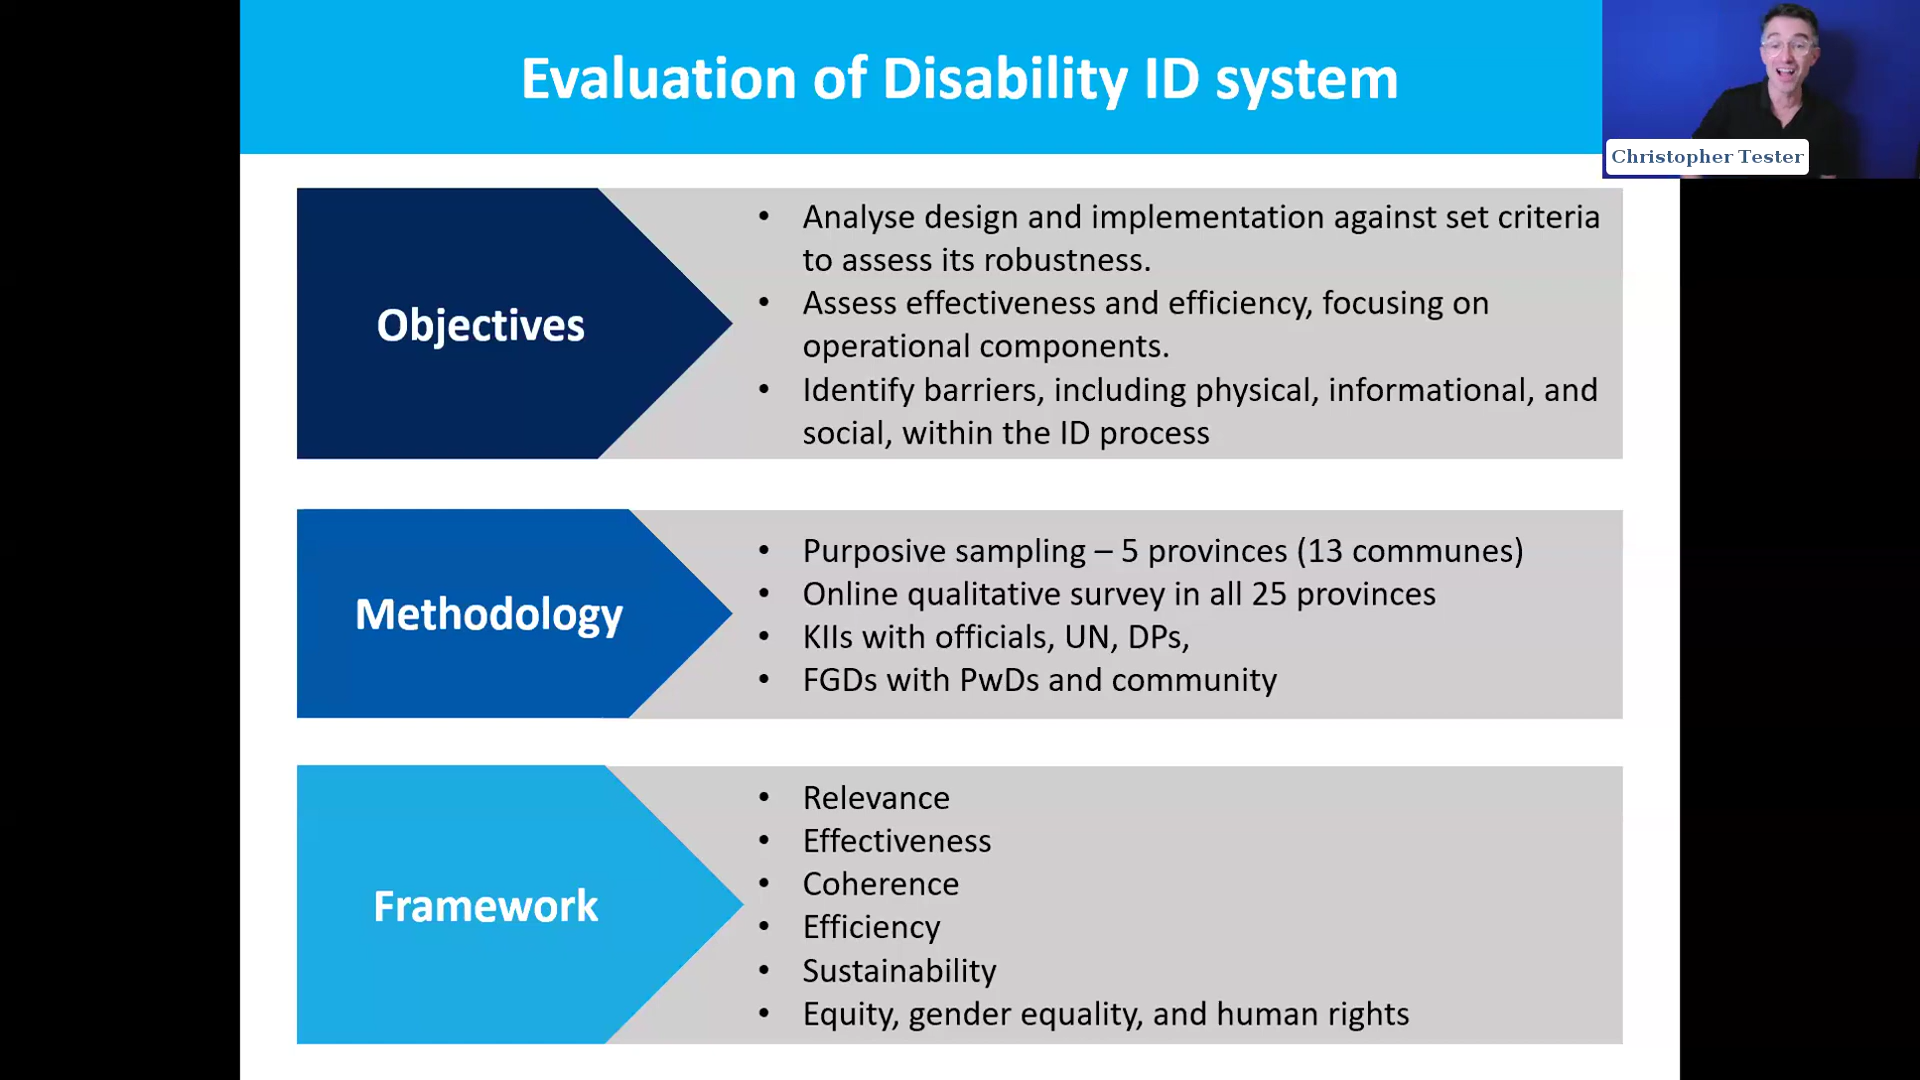 Evaluation of Disability ID system
Christopher Tester
Objectives
• Analyse design and implementation against set criteria
to assess its robustness.
• Assess effectiveness and efficiency, focusing on
operational components.
• Identify barriers, including physical, informational, and
social, within the ID process
Methodology
• Purposive sampling – 5 provinces (13 communes)
• Online qualitative survey in all 25 provinces
• KIIs with officials, UN, DPs,
• FGDs with PwDs and community
Framework
• Relevance
• Effectiveness
• Coherence
• Efficiency
• Sustainability
• Equity, gender equality, and human rights